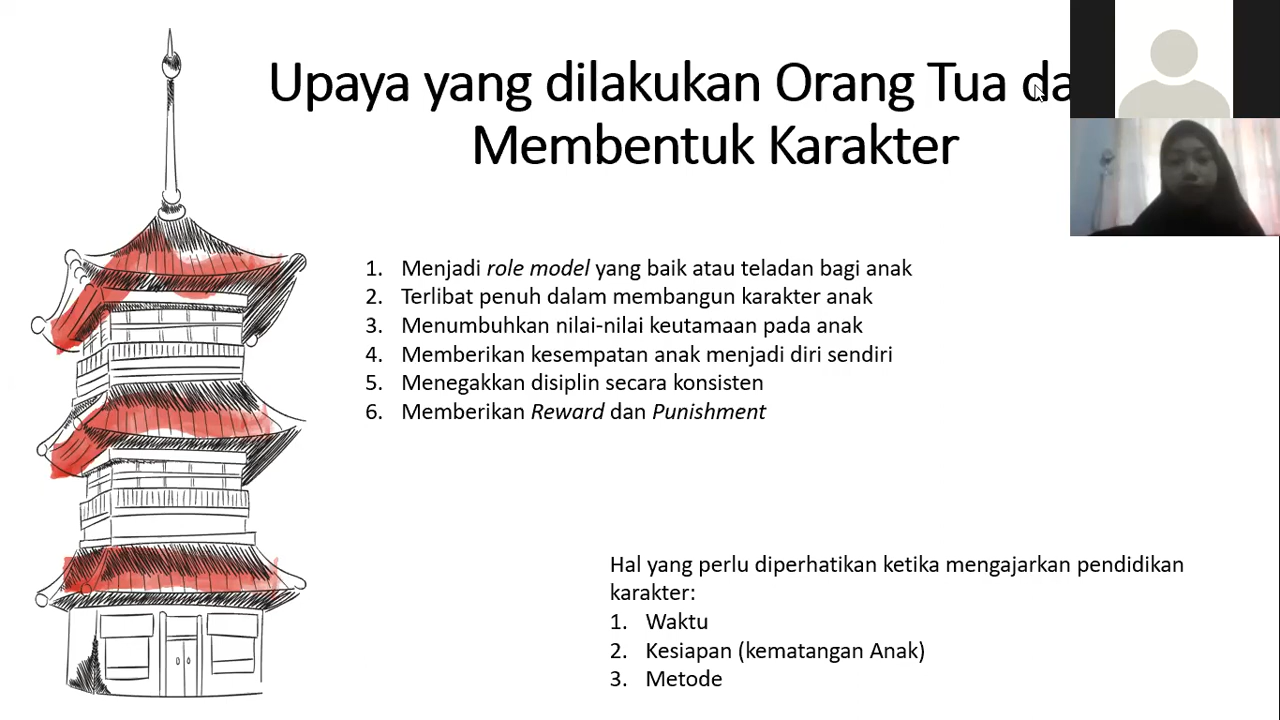 Upaya yang dilakukan Orang Tua
Membentuk Karakter
1. Menjadi role model yang baik atau teladan bagi anak
2. Terlibat penuh dalam membangun karakter anak
3. Menumbuhkan nilai-nilai keutamaan pada anak
4. Memberikan kesempatan anak menjadi diri sendiri
5. Menegakkan disiplin secara konsisten
6. Memberikan Reward dan Punishment
Hal yang perlu diperhatikan ketika mengajarkan pendidikan
karakter:
1. Waktu
2. Kesiapan (kematangan Anak)
3. Metode